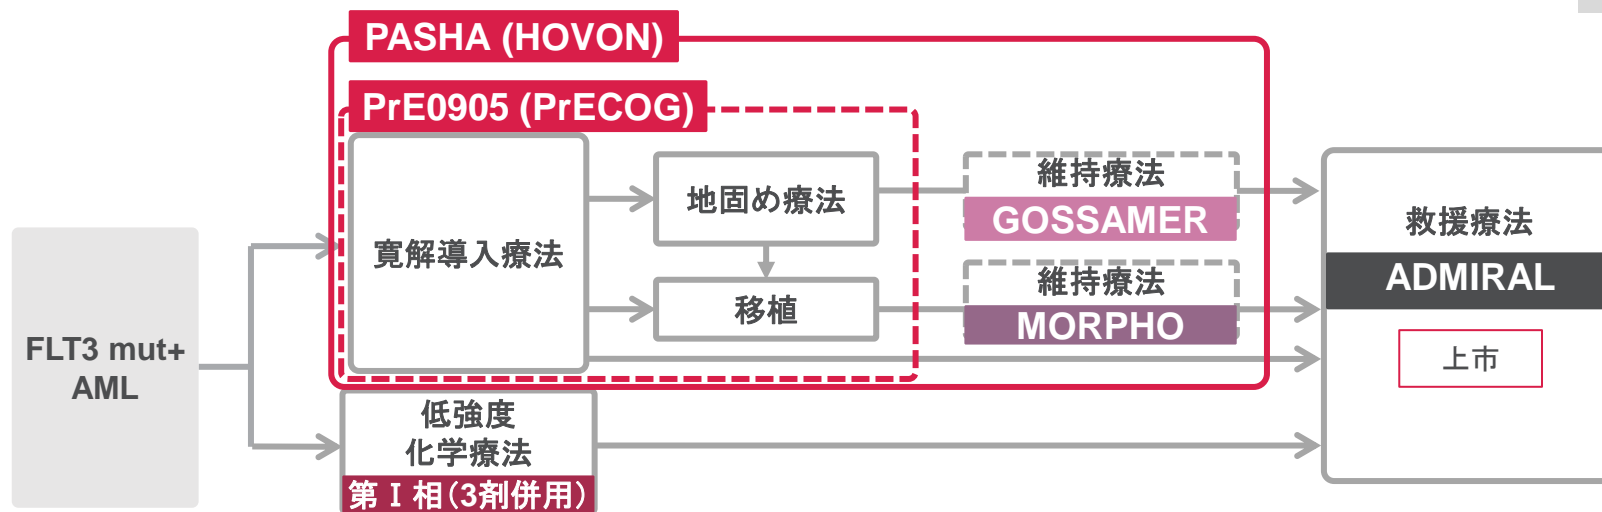 PASHA (HOVON)
PrE0905 (PrECOG)
寛解導入療法
地固め療法
移植
維持療法
GOSSAMER
維持療法
MORPHO
救援療法
ADMIRAL
上市
FLT3 mut+
AML
低強度
化学療法
第Ⅰ相(3剤併用)